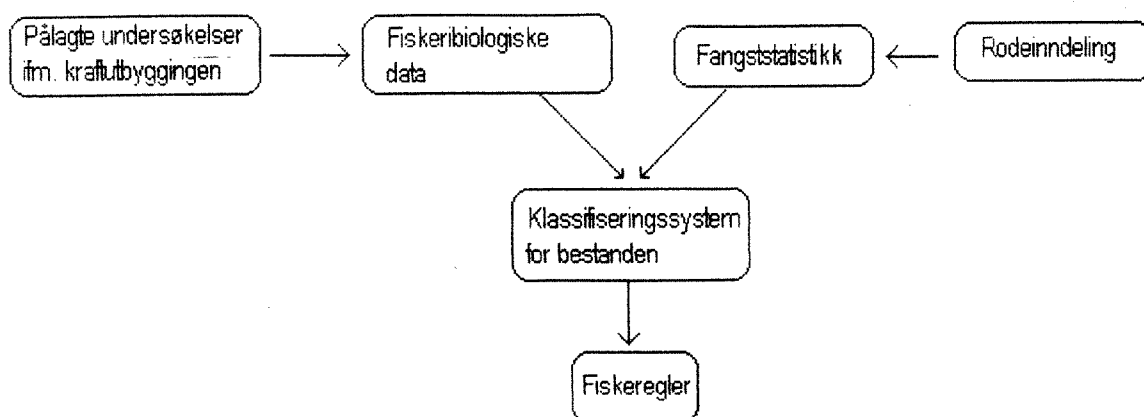 Pålagte undersøkelser
ifm. kraftutbyggingen
Fiskeribiologiske
data
Fangststatistikk
Rodeinndeling
Klassifiseringssystem
for bestanden
Fiskeregler